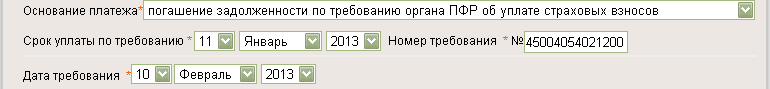 Основание платежа* погашение задолженности по требованию органа ПФР об уплате страховых взносов
Срок уплаты по требованию * 11 Январь 2013 Номер требования * №45004054021200
Дата требования * 10 Февраль 2013